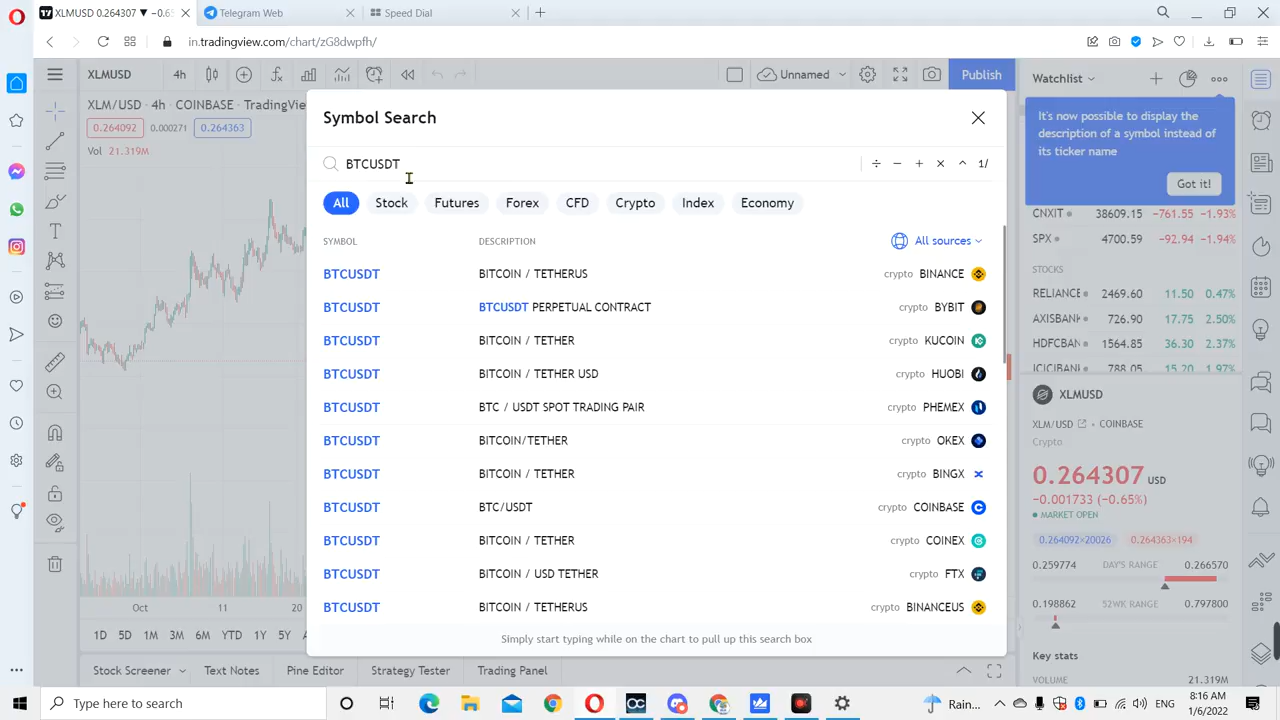 XLMUSD 0.264307 ▼ −0.65
Telegram Web
Speed Dial
in.tradingview.com/chart/zG8dwpfh/
XLMUSD
4h
Unnamed
Publish
Watchlist
XLM/USD · 4h · COINBASE · TradingVie
0.264092
0.000271
0.264363
Vol 21.319M
Symbol Search
BTCUSDT
÷ − + × 1/
All
Stock
Futures
Forex
CFD
Crypto
Index
Economy
SYMBOL
DESCRIPTION
All sources
BTCUSDT BITCOIN / TETHERUS crypto BINANCE
BTCUSDT BTCUSDT PERPETUAL CONTRACT crypto BYBIT
BTCUSDT BITCOIN / TETHER crypto KUCOIN
BTCUSDT BITCOIN / TETHER USD crypto HUOBI
BTCUSDT BTC / USDT SPOT TRADING PAIR crypto PHEMEX
BTCUSDT BITCOIN/TETHER crypto OKEX
BTCUSDT BITCOIN / TETHER crypto BINGX
BTCUSDT BTC/USDT crypto COINBASE
BTCUSDT BITCOIN / TETHER crypto COINEX
BTCUSDT BITCOIN / USD TETHER crypto FTX
BTCUSDT BITCOIN / TETHERUS crypto BINANCEUS
Simply start typing while on the chart to pull up this search box
It's now possible to display the
description of a symbol instead of
its ticker name
Got it!
CNXIT 38609.15 −761.55 −1.93%
SPX 4700.59 −92.94 −1.94%
STOCKS
RELIANCE 2469.60 11.50 0.47%
AXISBANK 726.90 17.75 2.50%
HDFCBAN 1564.85 36.30 2.37%
ICICIBANK 788.05 15.20 1.97%
XLMUSD
XLM/USD • COINBASE
Crypto
0.264307 USD
−0.001733 (−0.65%)
MARKET OPEN
0.264092×20026
0.264363×194
0.259774 DAY'S RANGE 0.266570
0.198862 52WK RANGE 0.797800
Key stats
VOLUME 21.319M
Oct 11 20
1D 5D 1M 3M 6M YTD 1Y 5Y
Stock Screener
Text Notes
Pine Editor
Strategy Tester
Trading Panel
Type here to search
Rain...
ENG
8:16 AM
1/6/2022